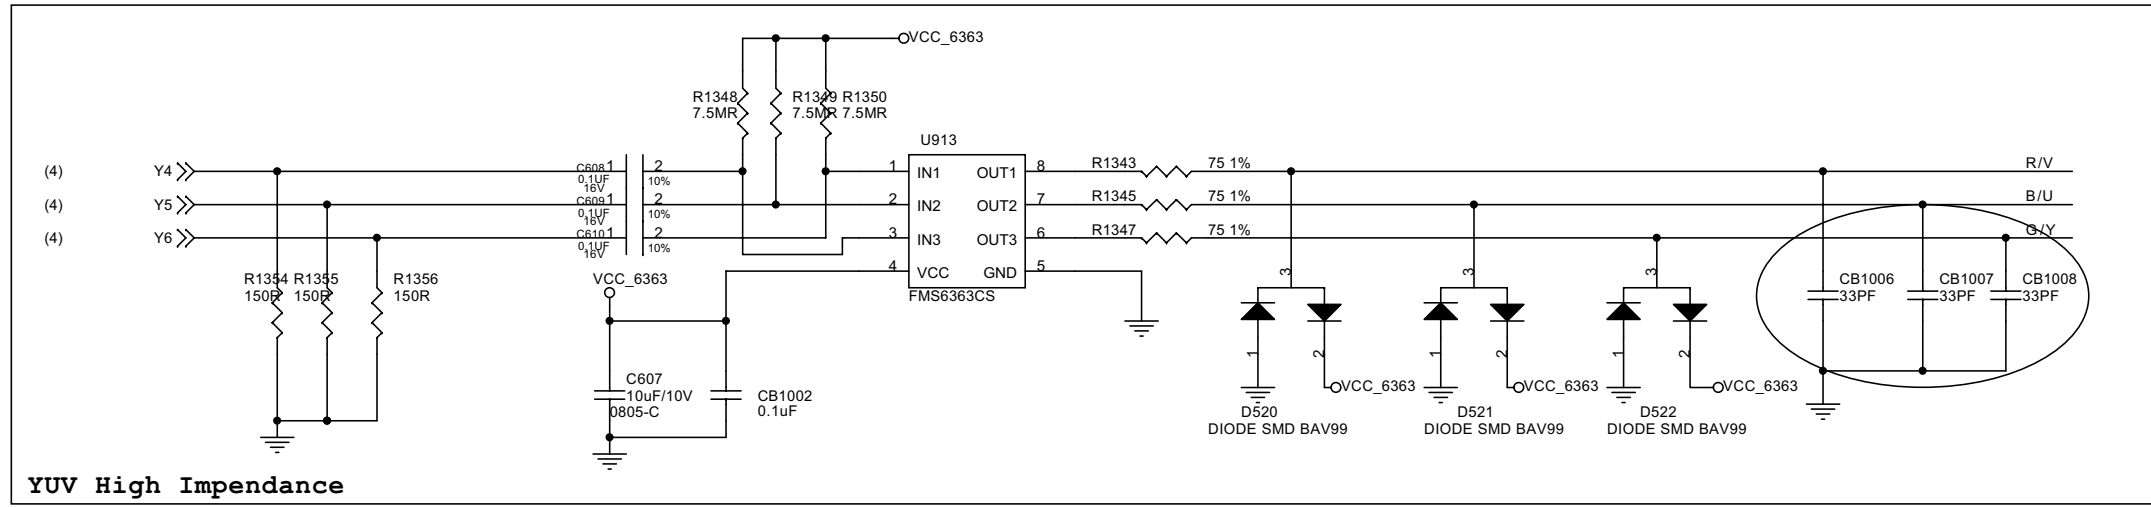 VCC_6363
R1348
7.5MR
R1349
7.5MR
R1350
7.5MR
U913
(4)
Y4
C608
1
2
0.1UF
16V
10%
1
IN1
OUT1
8
R1343
75 1%
R/V
(4)
Y5
C609
1
2
0.1UF
16V
10%
2
IN2
OUT2
7
R1345
75 1%
B/U
(4)
Y6
C610
1
2
0.1UF
16V
10%
3
IN3
OUT3
6
R1347
75 1%
G/Y
4
VCC
GND
5
FMS6363CS
R1354
150R
R1355
150R
R1356
150R
VCC_6363
C607
10uF/10V
0805-C
CB1002
0.1uF
3
1
2
VCC_6363
D520
DIODE SMD BAV99
3
1
2
VCC_6363
D521
DIODE SMD BAV99
3
1
2
VCC_6363
D522
DIODE SMD BAV99
CB1006
33PF
CB1007
33PF
CB1008
33PF
YUV High Impendance